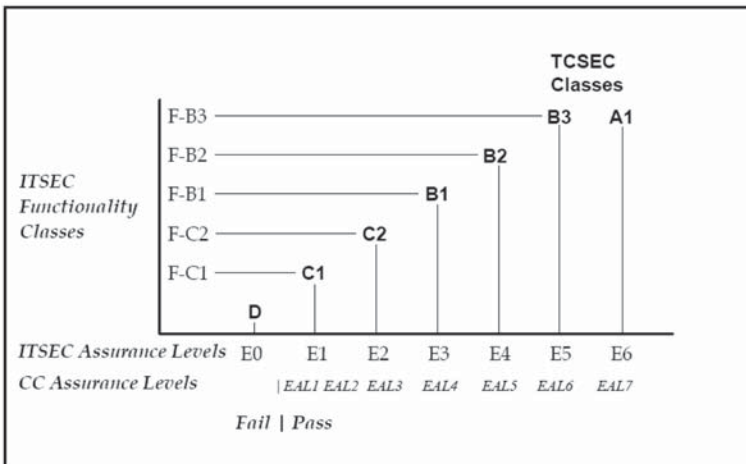 TCSEC
Classes
F-B3 B3 A1
F-B2 B2
ITSEC
Functionality
Classes
F-B1 B1
F-C2 C2
F-C1 C1
D
ITSEC Assurance Levels E0 E1 E2 E3 E4 E5 E6
CC Assurance Levels | EAL1 EAL2 EAL3 EAL4 EAL5 EAL6 EAL7
Fail | Pass